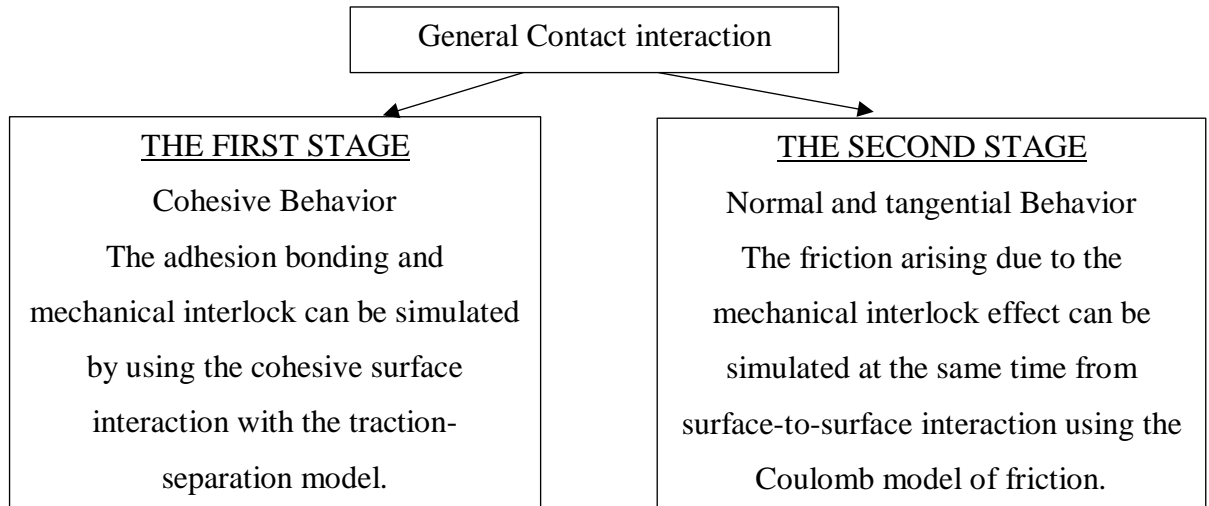 General Contact interaction
THE FIRST STAGE
Cohesive Behavior
The adhesion bonding and
mechanical interlock can be simulated
by using the cohesive surface
interaction with the traction-
separation model.
THE SECOND STAGE
Normal and tangential Behavior
The friction arising due to the
mechanical interlock effect can be
simulated at the same time from
surface-to-surface interaction using the
Coulomb model of friction.